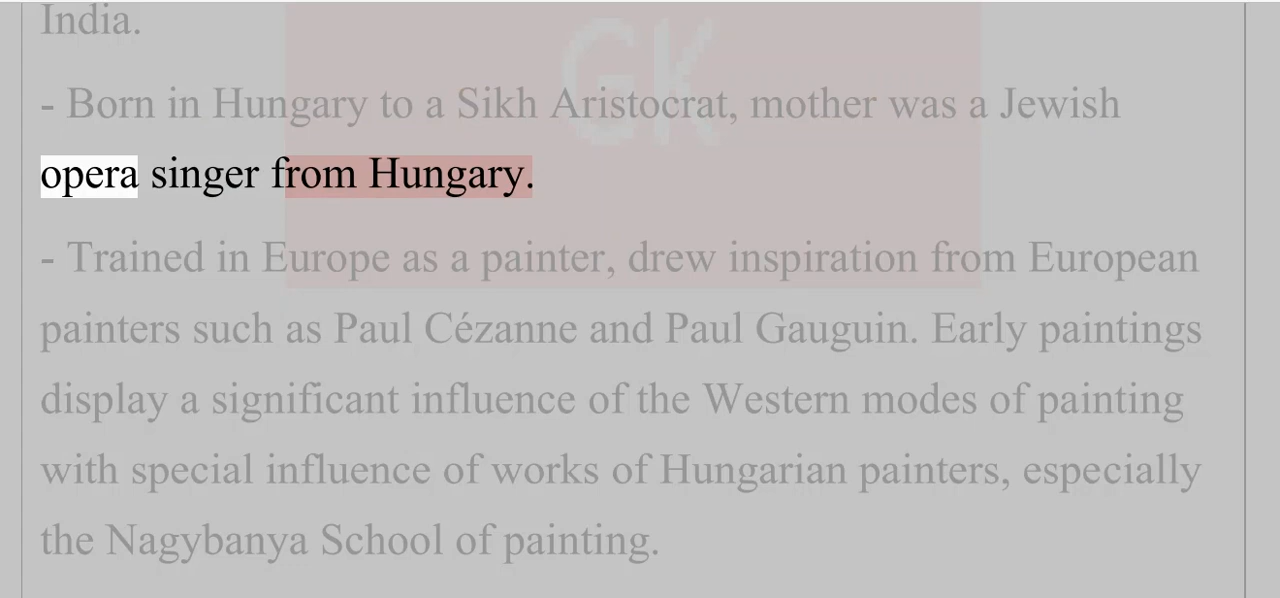 India.
GK
- Born in Hungary to a Sikh Aristocrat, mother was a Jewish
opera singer from Hungary.
- Trained in Europe as a painter, drew inspiration from European
painters such as Paul Cézanne and Paul Gauguin. Early paintings
display a significant influence of the Western modes of painting
with special influence of works of Hungarian painters, especially
the Nagybanya School of painting.